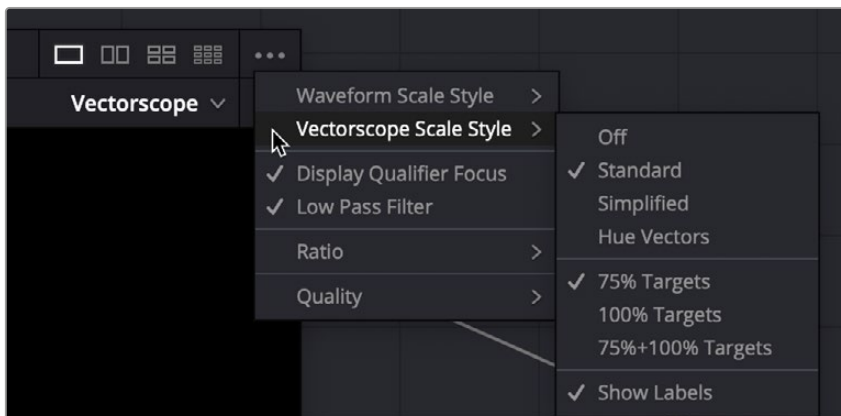 Vectorscope
Waveform Scale Style
Vectorscope Scale Style
Display Qualifier Focus
Low Pass Filter
Ratio
Quality
Off
Standard
Simplified
Hue Vectors
75% Targets
100% Targets
75%+100% Targets
Show Labels